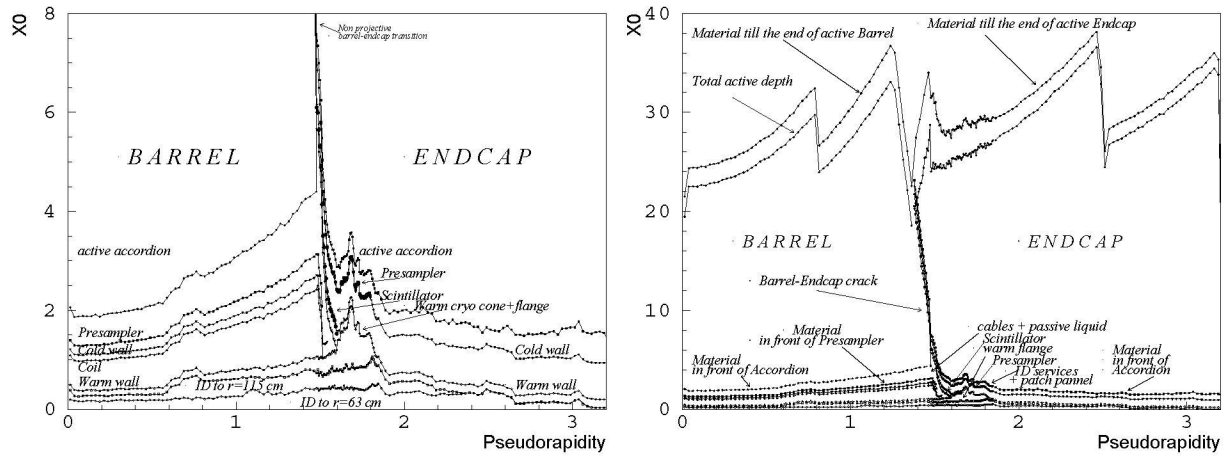 X0
8
6
4
2
0
Non projective
barrel-endcap transition
BARREL
ENDCAP
active accordion
active accordion
Presampler
Scintillator
Warm cryo cone+flange
Presampler
Cold wall
Cold wall
Coil
Warm wall
Warm wall
ID to r=115 cm
ID to r=63 cm
0
1
2
3
Pseudorapidity
X0
40
30
20
10
0
Material till the end of active Barrel
Material till the end of active Endcap
Total active depth
BARREL
ENDCAP
Barrel-Endcap crack
Material
in front of Presampler
cables + passive liquid
Scintillator
warm flange
Presampler
ID services
+ patch pannel
Material
in front of Accordion
Material
in front of
Accordion
0
1
2
3
Pseudorapidity